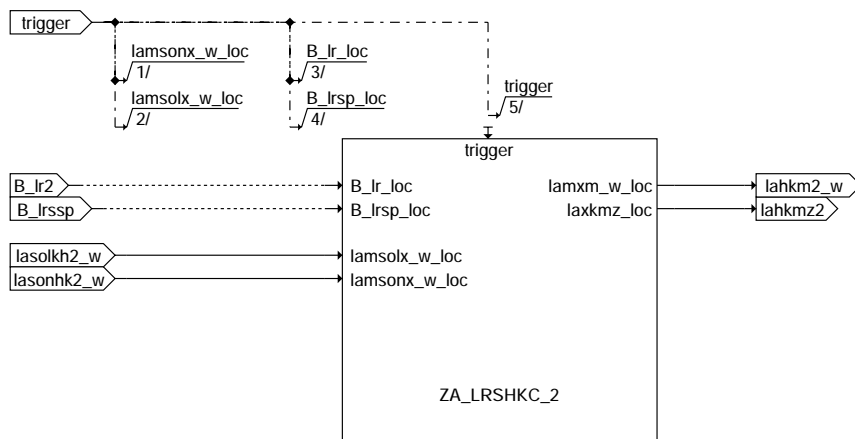 trigger
lamsonx_w_loc
1/
B_lr_loc
3/
lamsolx_w_loc
2/
B_lrsp_loc
4/
trigger
5/
trigger
B_lr2
B_lr_loc
lamxm_w_loc
lahkm2_w
B_lrssp
B_lrsp_loc
laxkmz_loc
lahkmz2
lasolkh2_w
lamsolx_w_loc
lasonhk2_w
lamsonx_w_loc
ZA_LRSHKC_2